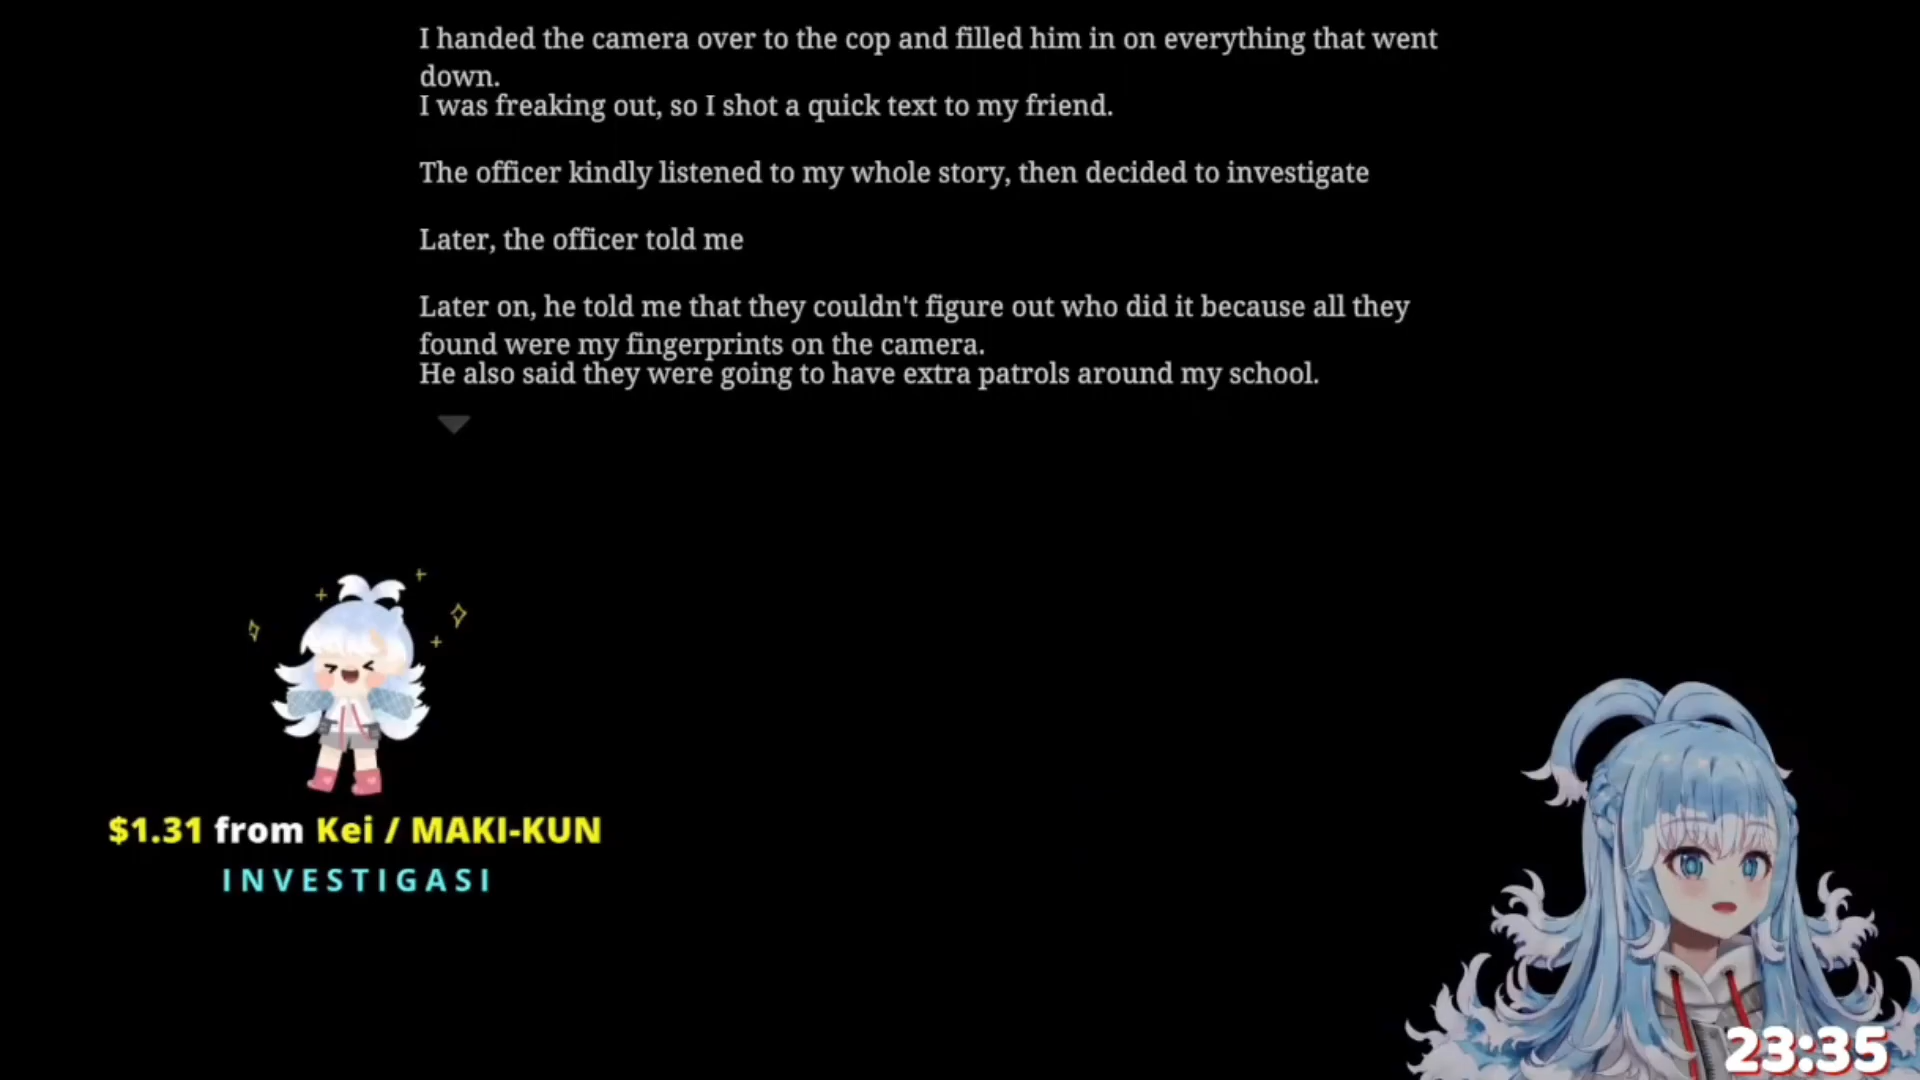 I handed the camera over to the cop and filled him in on everything that went
down.
I was freaking out, so I shot a quick text to my friend.
The officer kindly listened to my whole story, then decided to investigate
Later, the officer told me
Later on, he told me that they couldn't figure out who did it because all they
found were my fingerprints on the camera.
He also said they were going to have extra patrols around my school.
$1.31 from Kei / MAKI-KUN
INVESTIGASI
23:35